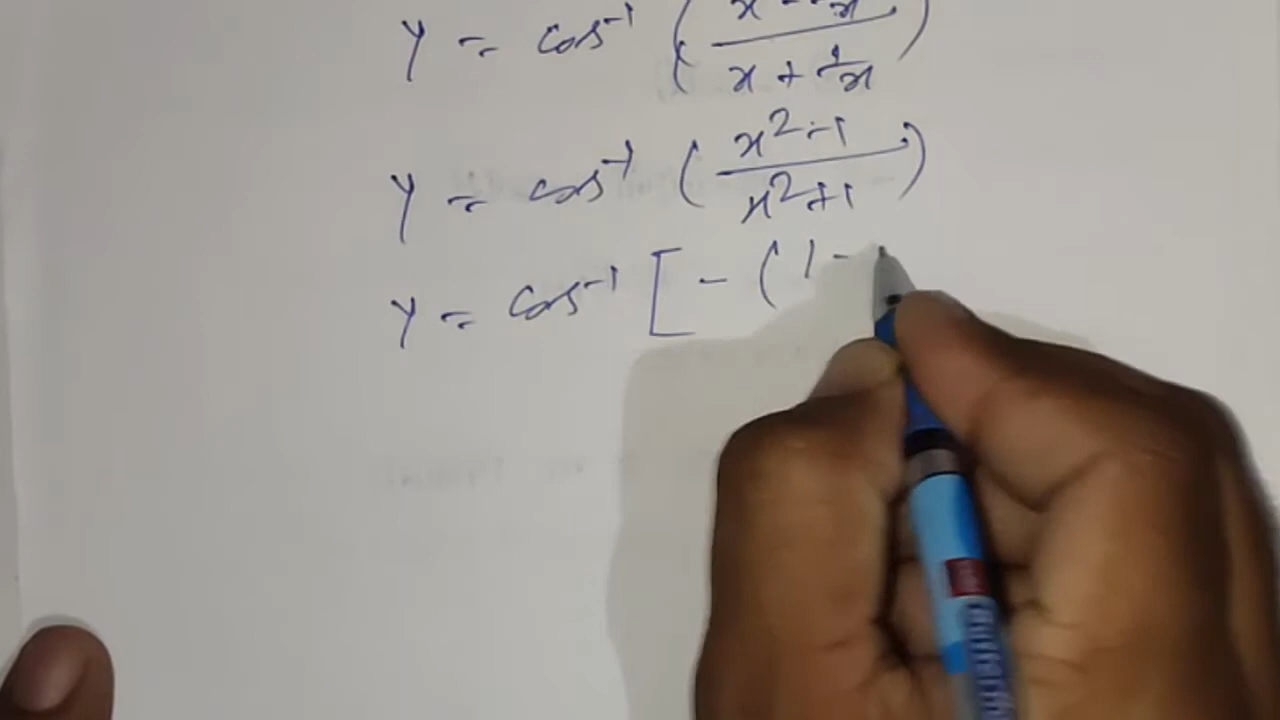 y = cos⁻¹ (x - 1/x / x + 1/x)
y = cos⁻¹ (x² - 1 / x² + 1)
y = cos⁻¹ [ - ( 1 -